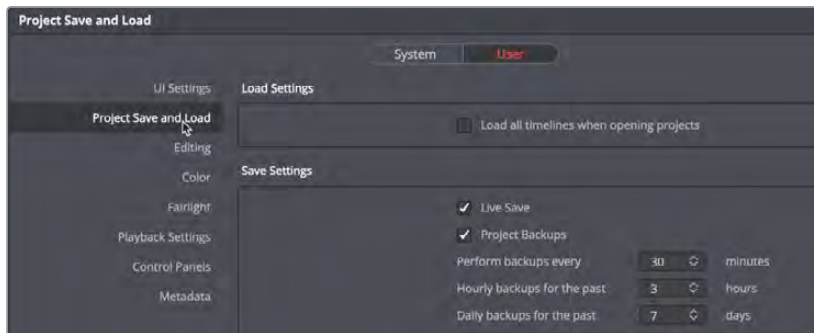 Project Save and Load
System User
UI Settings
Project Save and Load
Editing
Color
Fairlight
Playback Settings
Control Panels
Metadata
Load Settings
Load all timelines when opening projects
Save Settings
Live Save
Project Backups
Perform backups every 30 minutes
Hourly backups for the past 3 hours
Daily backups for the past 7 days